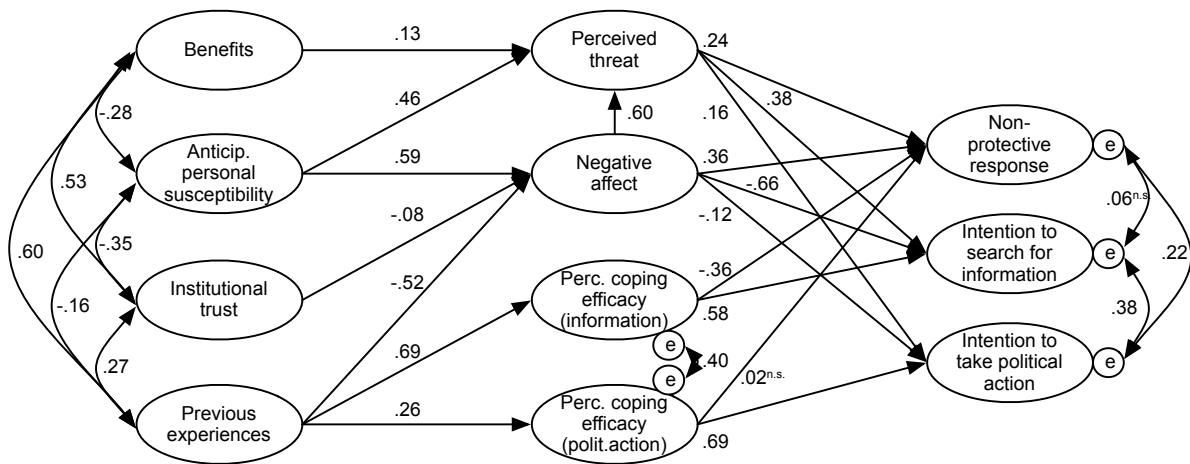 Benefits
.13
Perceived
threat
.24
-.28
.46
.60
.16
.38
Anticip.
personal
susceptibility
.59
Negative
affect
.36
-.66
-.12
Non-
protective
response
e
.53
-.35
-.08
.06n.s.
.60
-.16
Institutional
trust
-.52
Perc. coping
efficacy
(information)
-.36
.58
Intention to
search for
information
e
.22
.27
.69
e
.40
e
.02n.s.
.38
Previous
experiences
.26
Perc. coping
efficacy
(polit.action)
.69
Intention to
take political
action
e